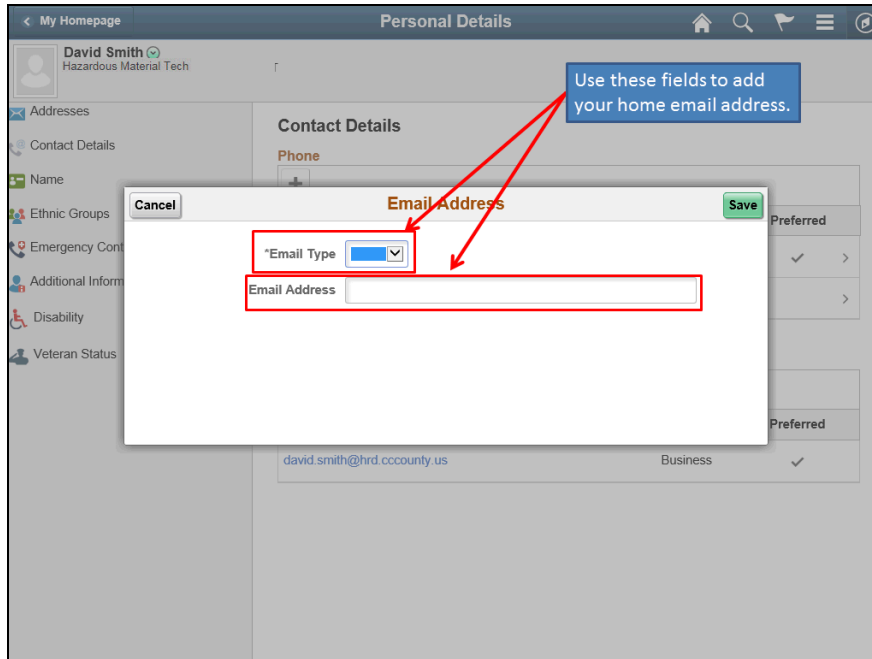 My Homepage
Personal Details
David Smith
Hazardous Material Tech
Use these fields to add
your home email address.
Addresses
Contact Details
Name
Ethnic Groups
Emergency Cont
Additional Inform
Disability
Veteran Status
Contact Details
Phone
+
Preferred
Cancel
Email Address
Save
*Email Type
Email Address
Preferred
david.smith@hrd.cccounty.us Business